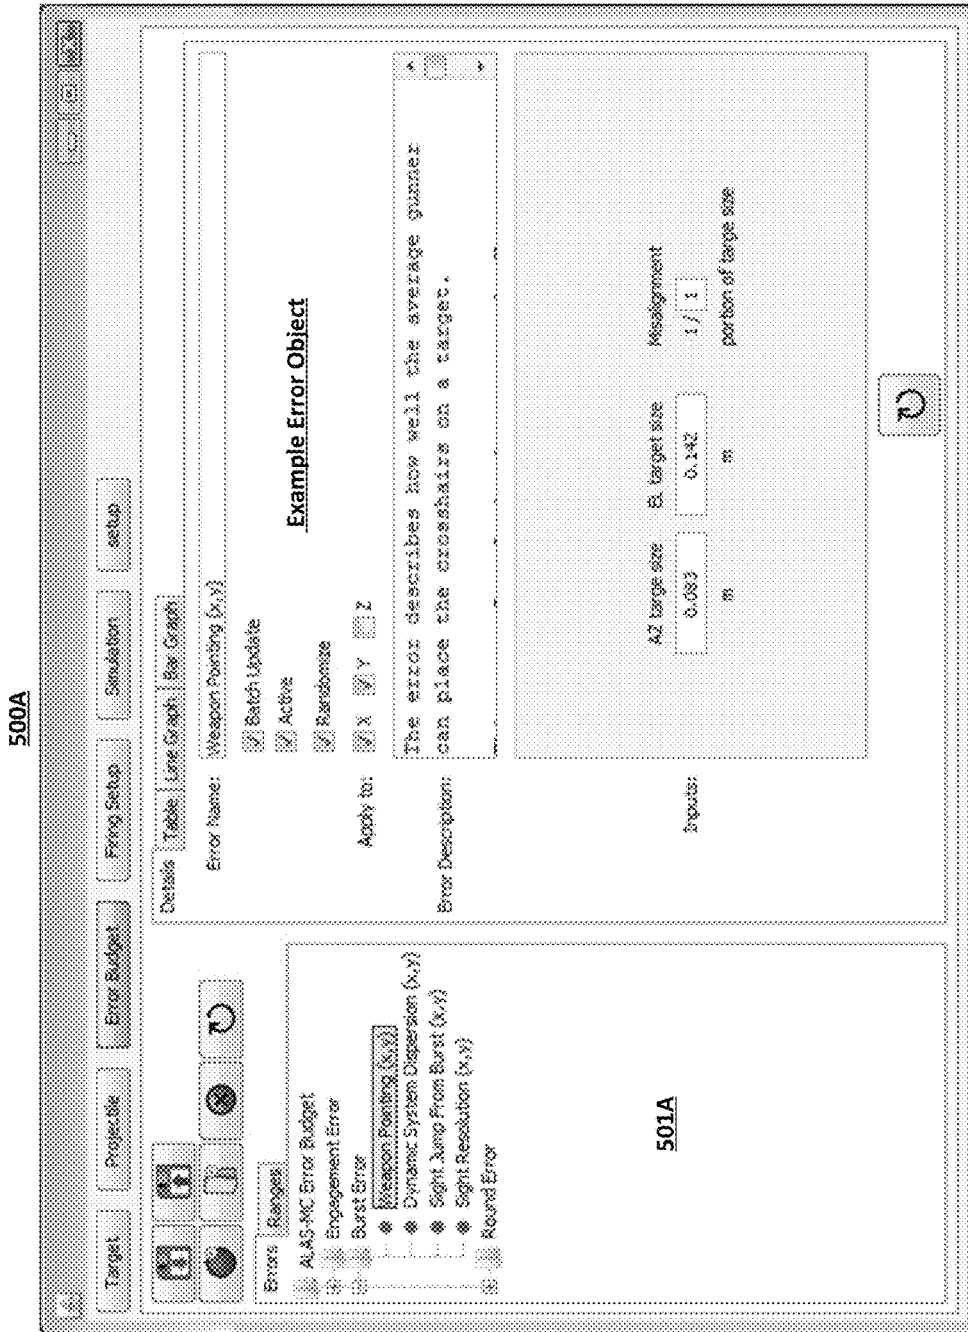 500A
Target Projectile Error Budget Firing Setup Simulation setup
Errors Ranges
ALAS-MC Error Budget
Engagement Error
Burst Error
Weapon Pointing (x,y)
Dynamic System Dispersion (x,y)
Sight Jump From Burst (x,y)
Sight Resolution (x,y)
Round Error
501A
Details Table Line Graph Bar Graph
Error Name: Weapon Pointing (x,y)
Batch Update
Active
Randomize
Example Error Object
Apply to: X Y Z
Error Description: The error describes how well the average gunner
can place the crosshairs on a target.
Inputs:
AZ targe size EL target size Misalignment
0.083 0.142 1 / 1
m m portion of targe size